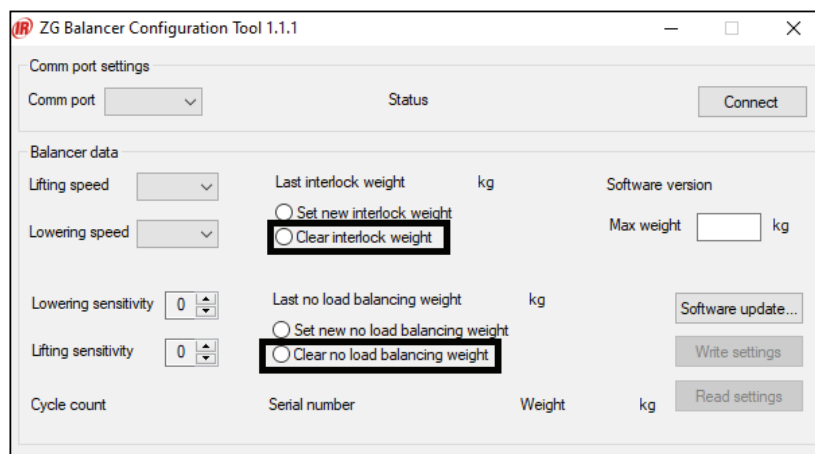 IR ZG Balancer Configuration Tool 1.1.1
Comm port settings
Comm port Status Connect
Balancer data
Lifting speed Last interlock weight kg Software version
Set new interlock weight
Lowering speed Clear interlock weight Max weight kg
Lowering sensitivity 0 Last no load balancing weight kg Software update...
Set new no load balancing weight
Lifting sensitivity 0 Clear no load balancing weight Write settings
Cycle count Serial number Weight kg Read settings